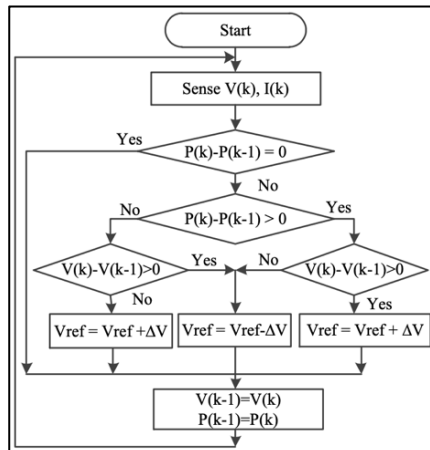 Start
Sense V(k), I(k)
Yes
P(k)-P(k-1) = 0
No
No
P(k)-P(k-1) > 0
Yes
V(k)-V(k-1)>0
Yes
No
V(k)-V(k-1)>0
No
Yes
Vref = Vref +ΔV
Vref = Vref-ΔV
Vref = Vref + ΔV
V(k-1)=V(k)
P(k-1)=P(k)